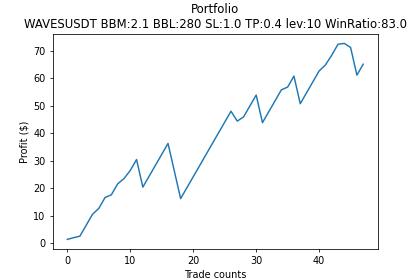 Portfolio
WAVESUSDT BBM:2.1 BBL:280 SL:1.0 TP:0.4 lev:10 WinRatio:83.0
Profit ($)
70
60
50
40
30
20
10
0
0 10 20 30 40
Trade counts